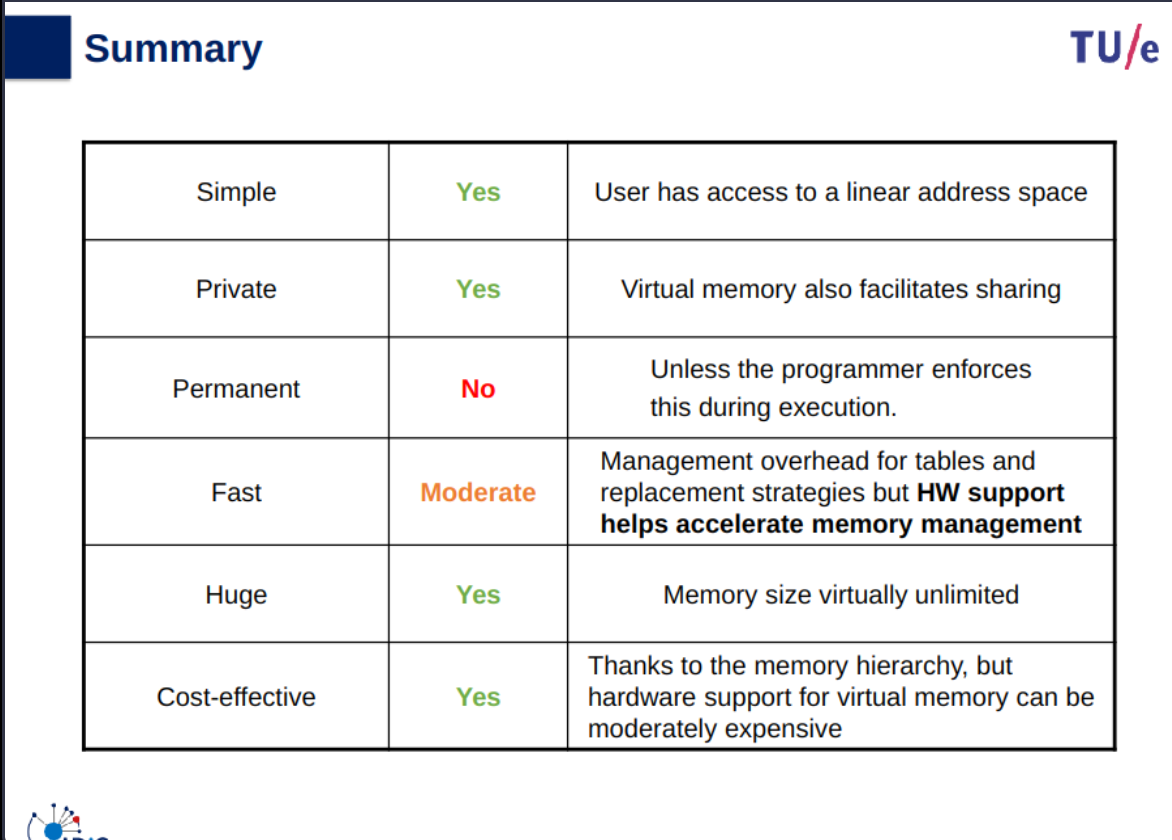 Summary
TU/e
Simple
Yes
User has access to a linear address space
Private
Yes
Virtual memory also facilitates sharing
Permanent
No
Unless the programmer enforces
this during execution.
Fast
Moderate
Management overhead for tables and
replacement strategies but HW support
helps accelerate memory management
Huge
Yes
Memory size virtually unlimited
Cost-effective
Yes
Thanks to the memory hierarchy, but
hardware support for virtual memory can be
moderately expensive